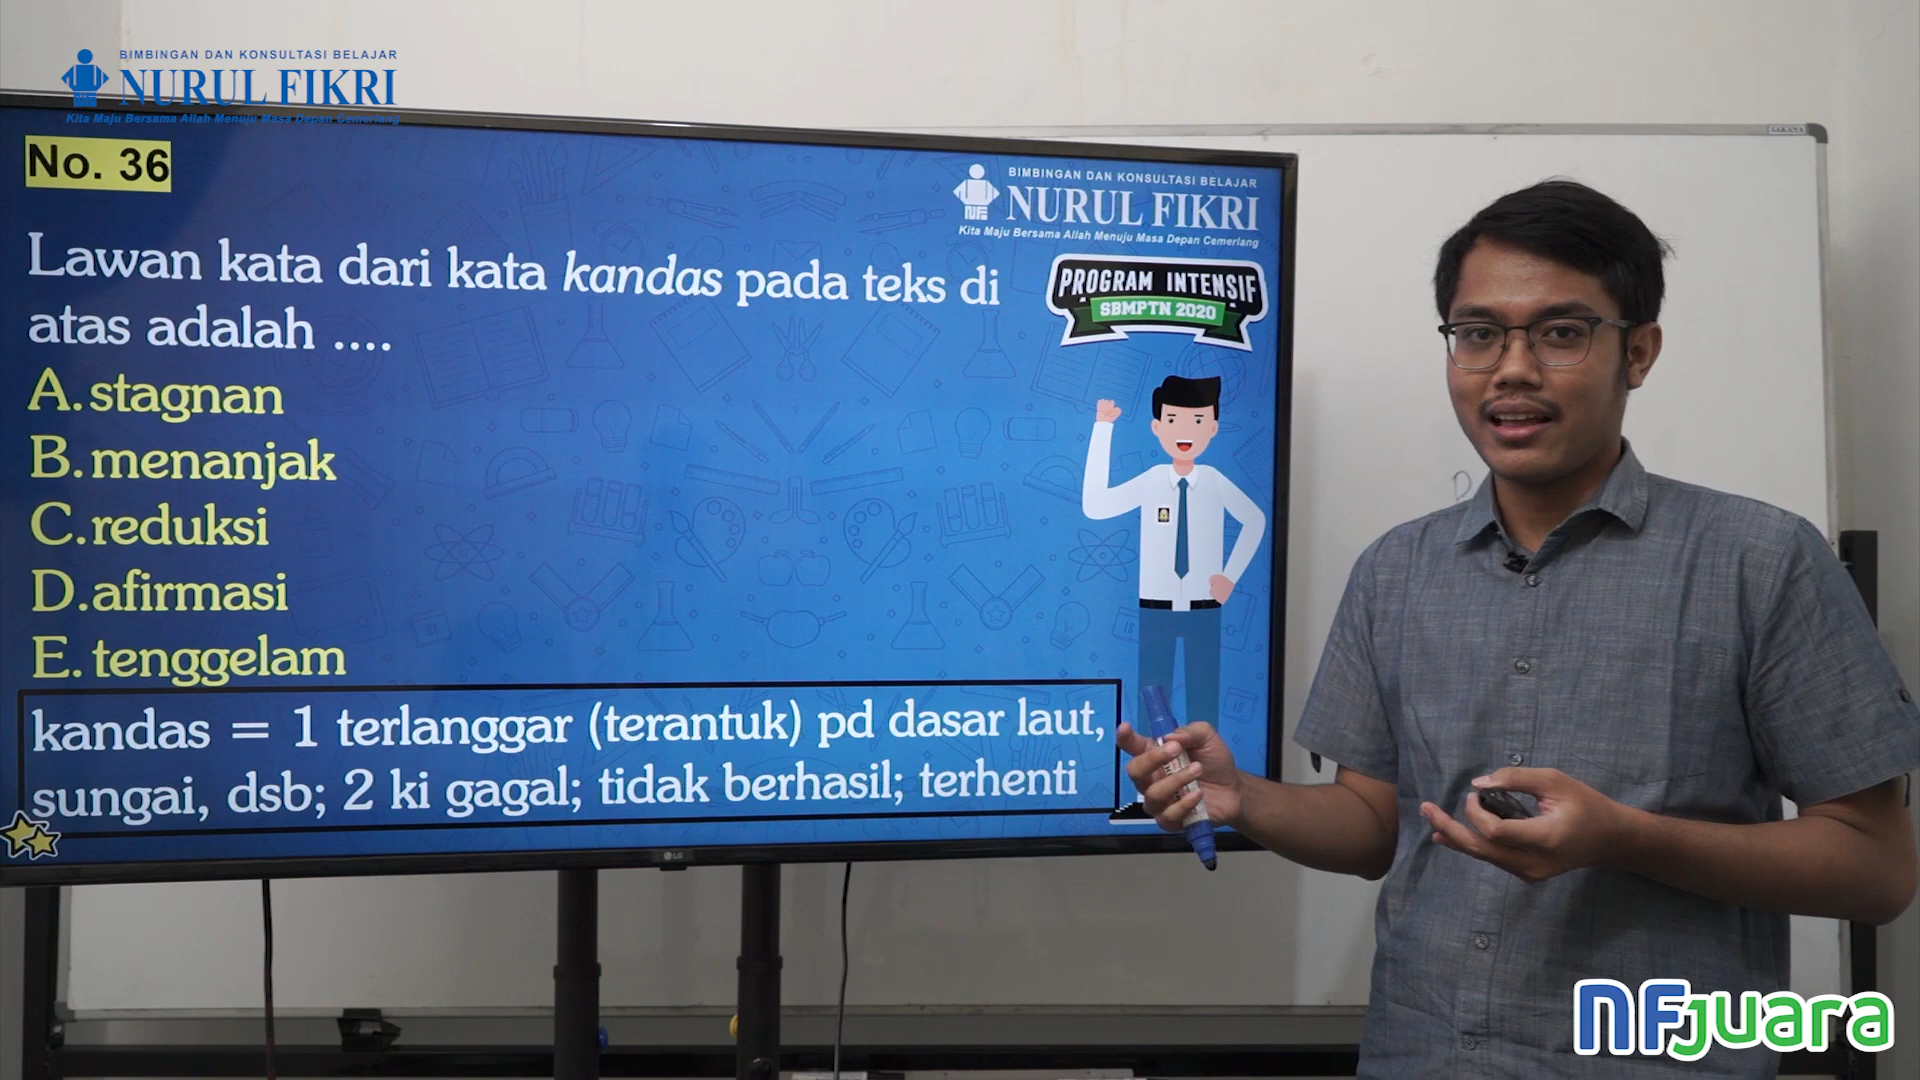 BIMBINGAN DAN KONSULTASI BELAJAR
NURUL FIKRI
Kita Maju Bersama Allah Menuju Masa Depan Cemerlang
No. 36
BIMBINGAN DAN KONSULTASI BELAJAR
NF
NURUL FIKRI
Kita Maju Bersama Allah Menuju Masa Depan Cemerlang
PROGRAM INTENSIF
SBMPTN 2020
Lawan kata dari kata kandas pada teks di
atas adalah ....
A. stagnan
B. menanjak
C. reduksi
D. afirmasi
E. tenggelam
kandas = 1 terlanggar (terantuk) pd dasar laut,
sungai, dsb; 2 ki gagal; tidak berhasil; terhenti
LG
NFjuara